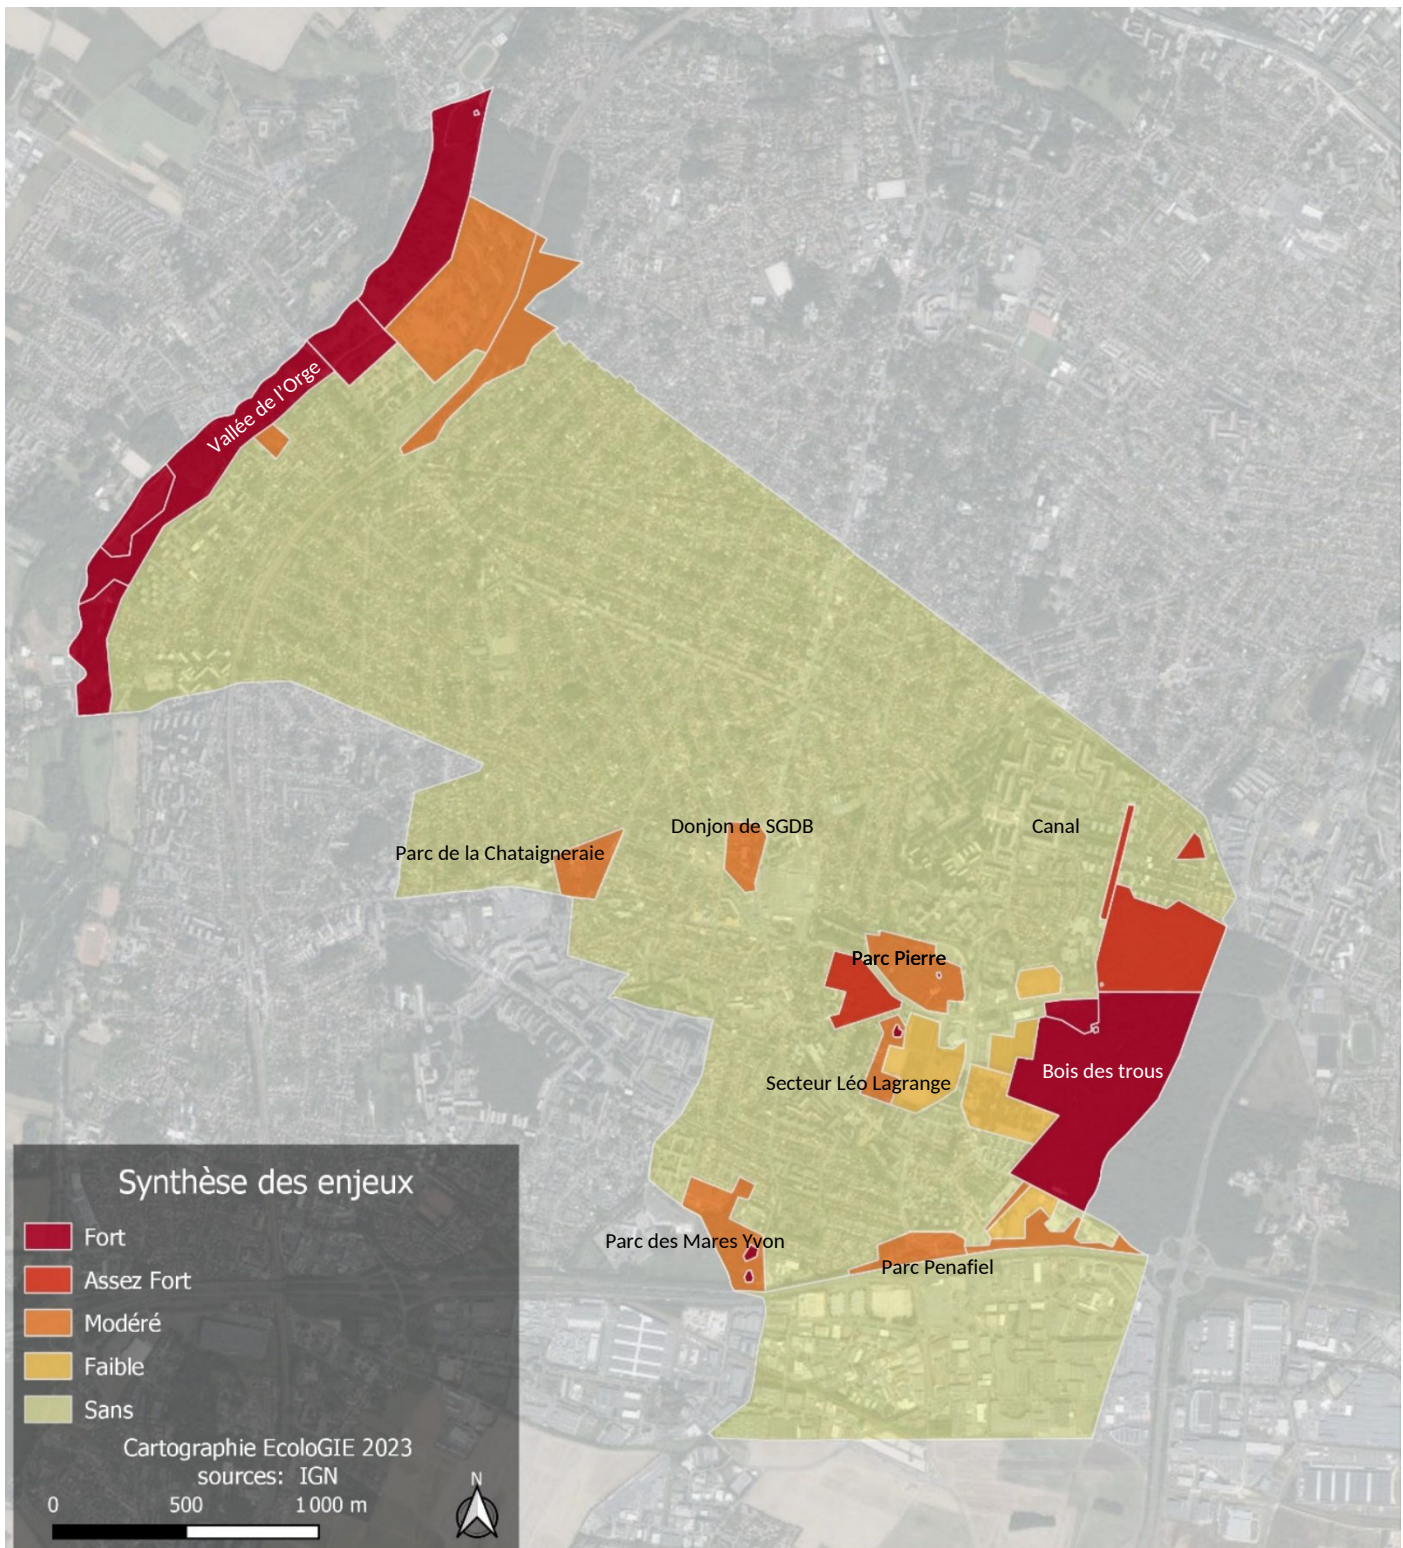 Vallée de l'Orge
Donjon de SGDB
Canal
Parc de la Chataigneraie
Parc Pierre
Bois des trous
Secteur Léo Lagrange
Parc des Mares Yvon
Parc Penafiel
Synthèse des enjeux
Fort
Assez Fort
Modéré
Faible
Sans
Cartographie EcoloGIE 2023
sources: IGN
N
0 500 1 000 m